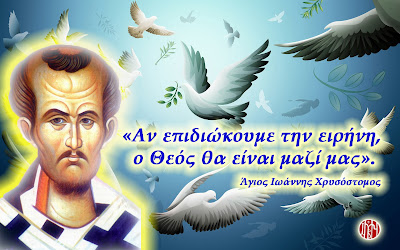 «Αν επιδιώκουμε την ειρήνη,
ο Θεός θα είναι μαζί μας».
Άγιος Ιωάννης Χρυσόστομος